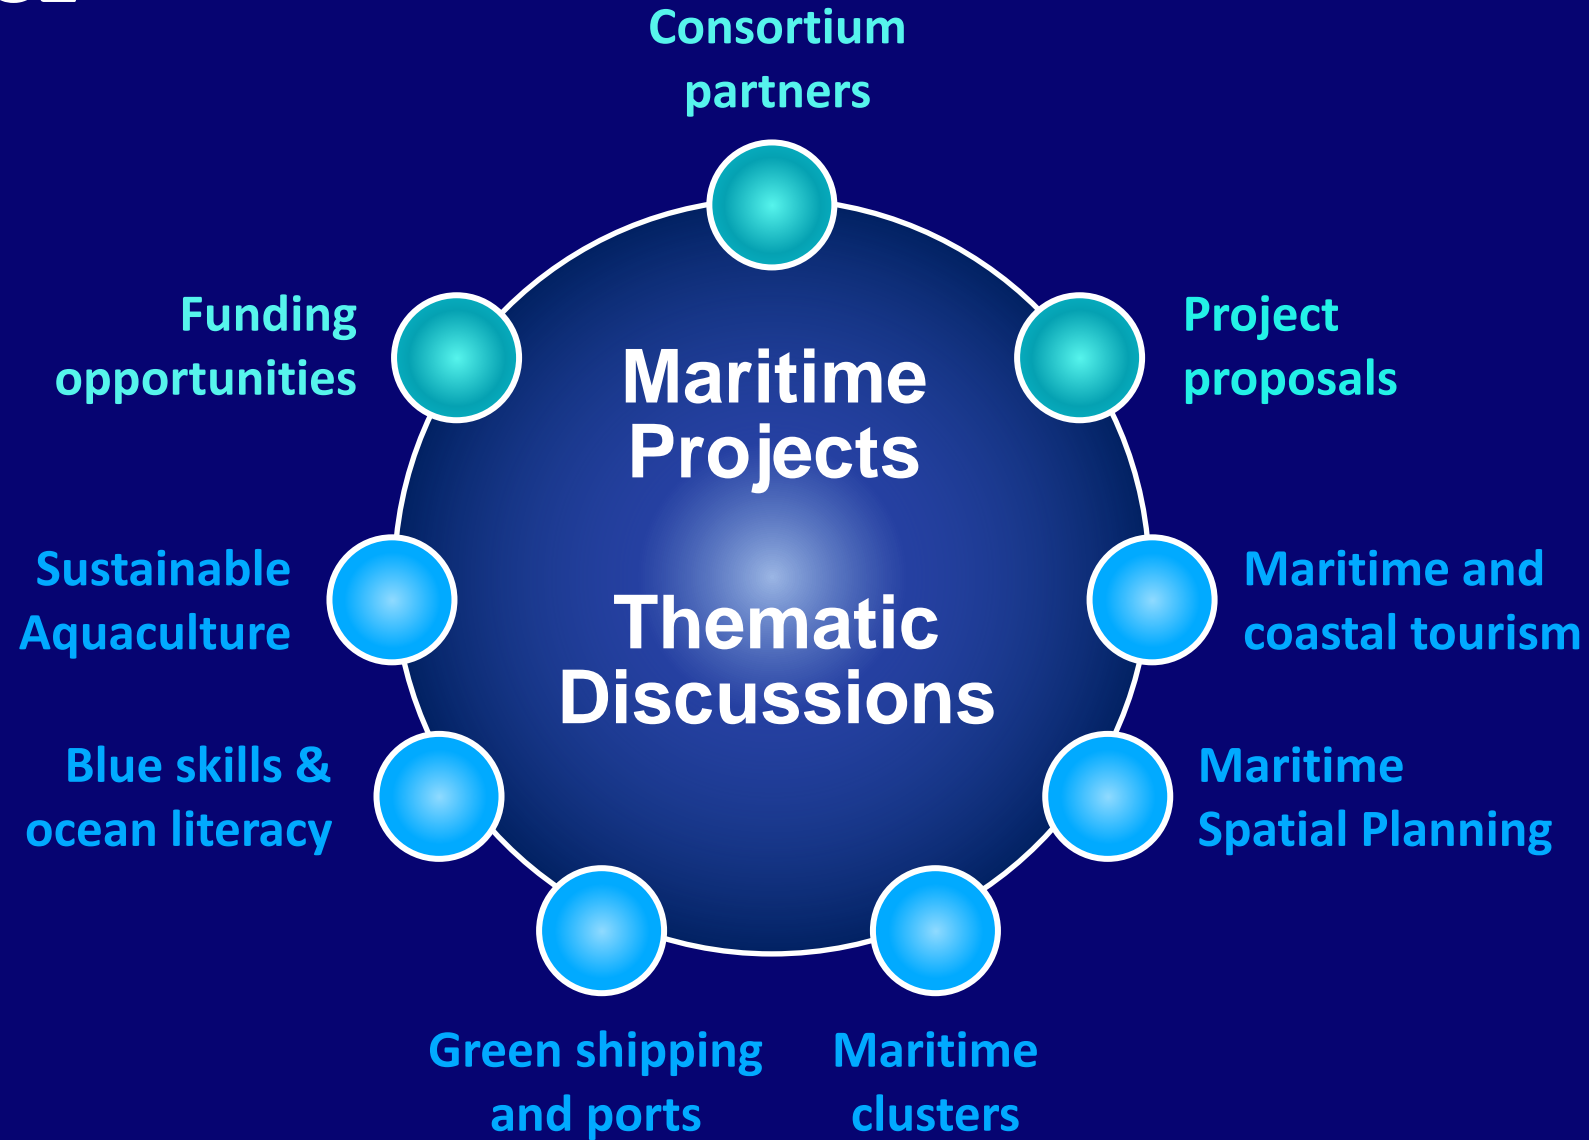 Consortium
partners
Funding
opportunities
Project
proposals
Maritime
Projects
Sustainable
Aquaculture
Thematic
Discussions
Maritime and
coastal tourism
Blue skills &
ocean literacy
Maritime
Spatial Planning
Green shipping
and ports
Maritime
clusters